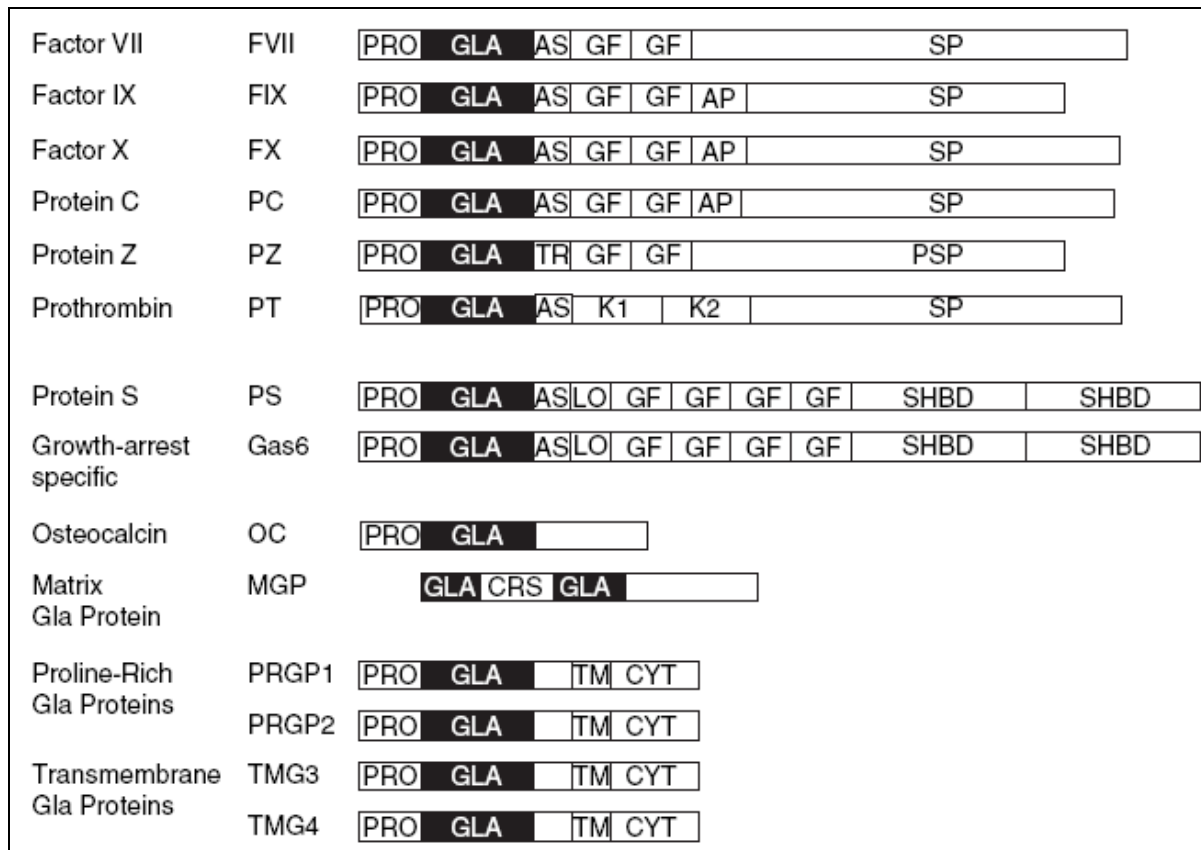 Factor VII FVII PRO GLA AS GF GF SP
Factor IX FIX PRO GLA AS GF GF AP SP
Factor X FX PRO GLA AS GF GF AP SP
Protein C PC PRO GLA AS GF GF AP SP
Protein Z PZ PRO GLA TR GF GF PSP
Prothrombin PT PRO GLA AS K1 K2 SP
Protein S PS PRO GLA AS LO GF GF GF GF SHBD SHBD
Growth-arrest Gas6 PRO GLA AS LO GF GF GF GF SHBD SHBD
specific
Osteocalcin OC PRO GLA
Matrix MGP GLA CRS GLA
Gla Protein
Proline-Rich PRGP1 PRO GLA TM CYT
Gla Proteins
PRGP2 PRO GLA TM CYT
Transmembrane TMG3 PRO GLA TM CYT
Gla Proteins
TMG4 PRO GLA TM CYT